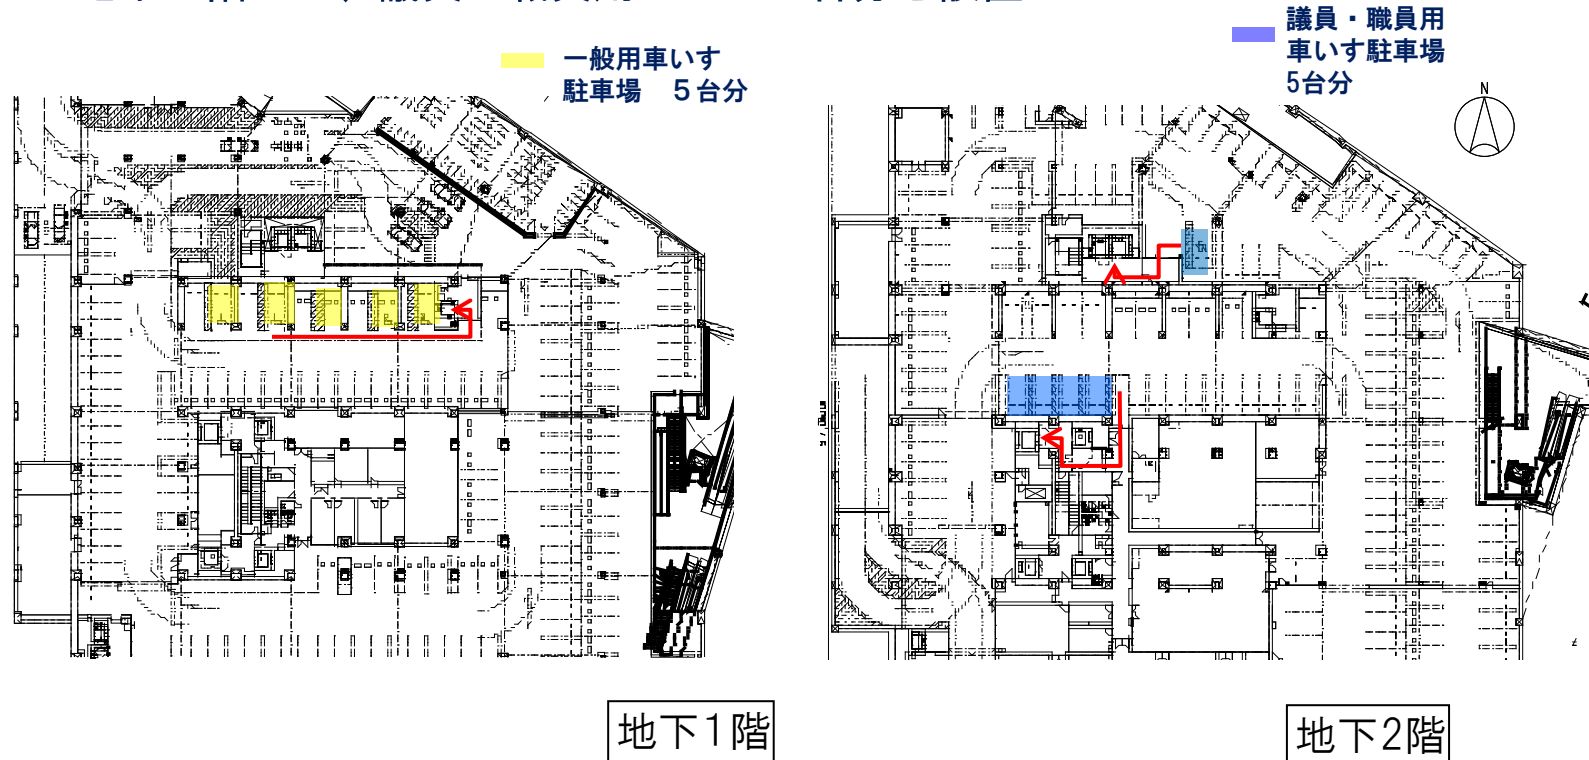 一般用車いす
駐車場　５台分
議員・職員用
車いす駐車場
5台分
N
地下1階
地下2階